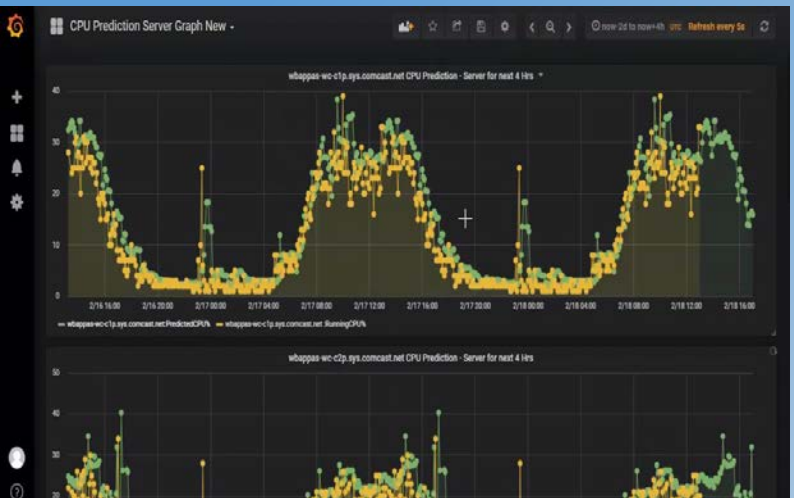 CPU Prediction Server Graph New
now-2d to now+4h UTC Refresh every 5s
wbappas-wc-c1p.sys.comcast.net CPU Prediction - Server for next 4 Hrs
40
30
20
10
0
2/16 16:00 2/16 20:00 2/17 00:00 2/17 04:00 2/17 08:00 2/17 12:00 2/17 16:00 2/17 20:00 2/18 00:00 2/18 04:00 2/18 08:00 2/18 12:00 2/18 16:00
wbappas-wc-c1p.sys.comcast.net:PredictedCPU% wbappas-wc-c1p.sys.comcast.net :RunningCPU%
wbappas-wc-c2p.sys.comcast.net CPU Prediction - Server for next 4 Hrs
50
40
30
20